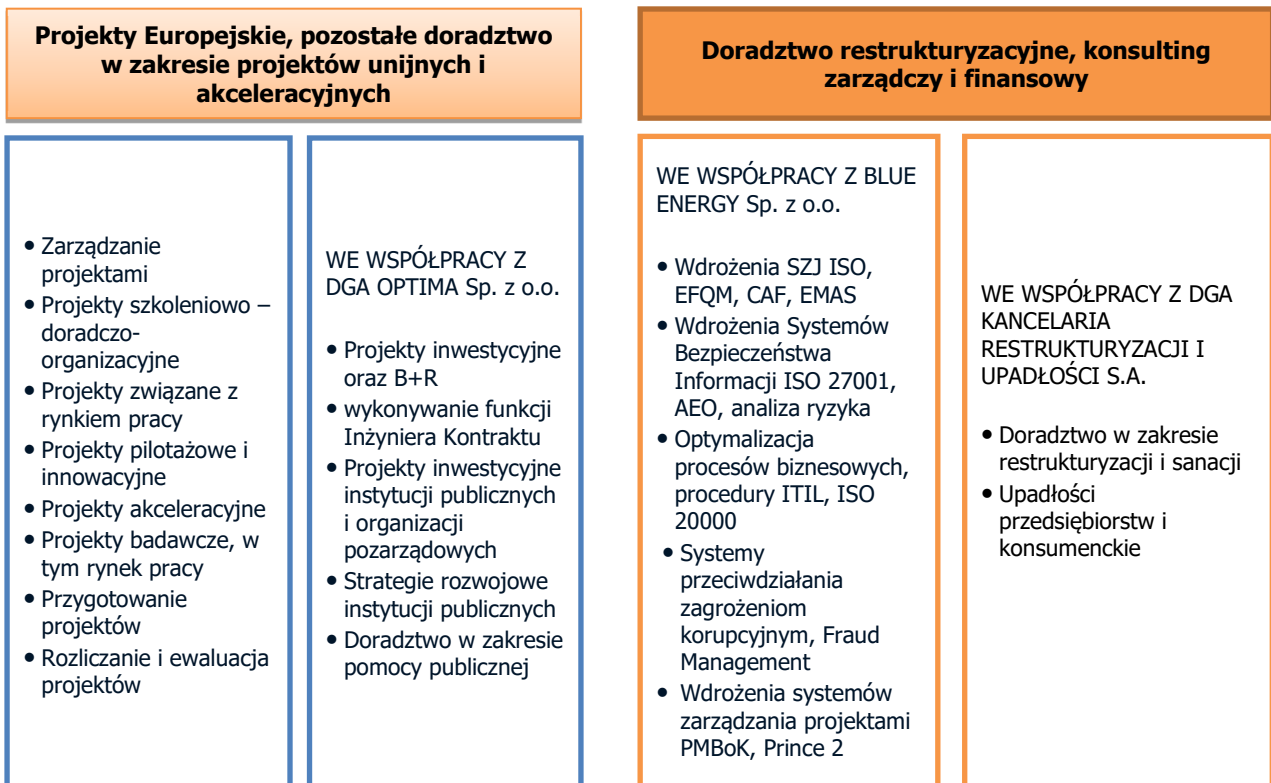 Projekty Europejskie, pozostałe doradztwo
w zakresie projektów unijnych i
akceleracyjnych
Doradztwo restrukturyzacyjne, konsulting
zarządczy i finansowy
• Zarządzanie
projektami
• Projekty szkoleniowo –
doradczo-
organizacyjne
• Projekty związane z
rynkiem pracy
• Projekty pilotażowe i
innowacyjne
• Projekty akceleracyjne
• Projekty badawcze, w
tym rynek pracy
• Przygotowanie
projektów
• Rozliczanie i ewaluacja
projektów
WE WSPÓŁPRACY Z
DGA OPTIMA Sp. z o.o.
• Projekty inwestycyjne
oraz B+R
• wykonywanie funkcji
Inżyniera Kontraktu
• Projekty inwestycyjne
instytucji publicznych
i organizacji
pozarządowych
• Strategie rozwojowe
instytucji publicznych
• Doradztwo w zakresie
pomocy publicznej
WE WSPÓŁPRACY Z BLUE
ENERGY Sp. z o.o.
• Wdrożenia SZJ ISO,
EFQM, CAF, EMAS
• Wdrożenia Systemów
Bezpieczeństwa
Informacji ISO 27001,
AEO, analiza ryzyka
• Optymalizacja
procesów biznesowych,
procedury ITIL, ISO
20000
• Systemy
przeciwdziałania
zagrożeniom
korupcyjnym, Fraud
Management
• Wdrożenia systemów
zarządzania projektami
PMBoK, Prince 2
WE WSPÓŁPRACY Z DGA
KANCELARIA
RESTRUKTURYZACJI I
UPADŁOŚCI S.A.
• Doradztwo w zakresie
restrukturyzacji i sanacji
• Upadłości
przedsiębiorstw i
konsumenckie